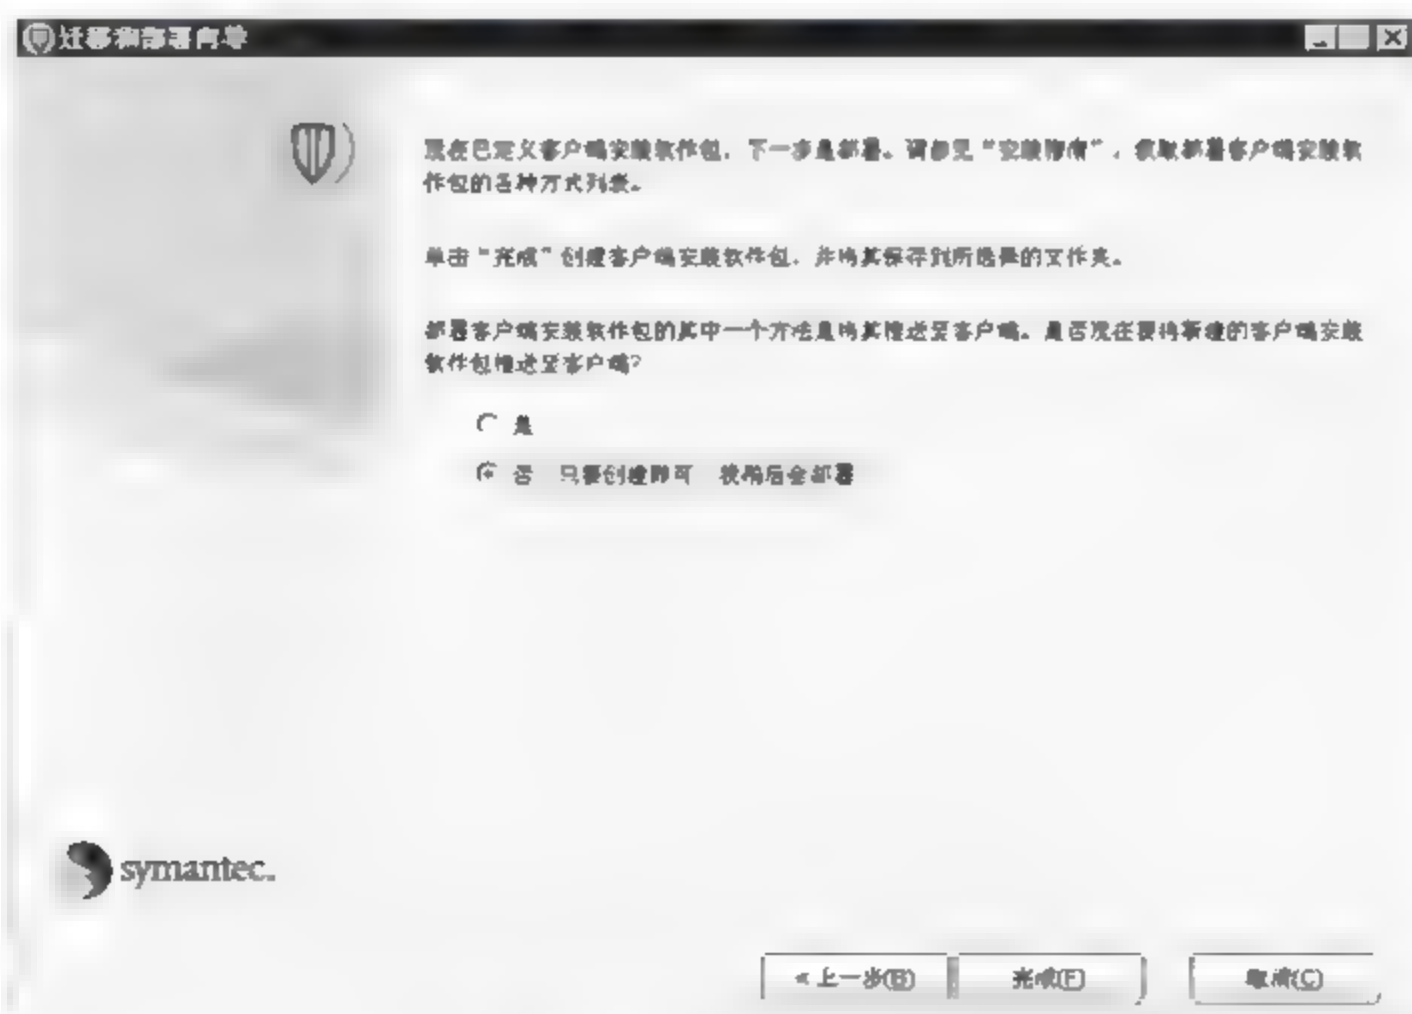 迁移和部署向导
现在已定义客户端安装软件包，下一步是部署。请参见“安装指南”，获取部署客户端安装软
件包的各种方式列表。
单击“完成”创建客户端安装软件包，并将其保存到所选择的文件夹。
部署客户端安装软件包的其中一个方法是将其推送至客户端。是否现在要将新建的客户端安装
软件包推送至客户端?
是
否 只要创建即可 我稍后会部署
symantec.
<上一步(B) 完成(F) 取消(C)